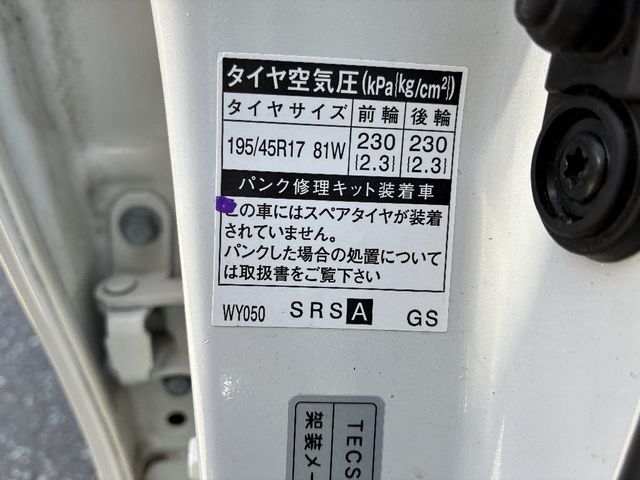 タイヤ空気圧(kPa{kg/cm²})
タイヤサイズ 前輪 後輪
195/45R17 81W 230 {2.3} 230 {2.3}
パンク修理キット装着車
この車にはスペアタイヤが装着
されていません。
パンクした場合の処置について
は取扱書をご覧下さい
WY050 SRS A GS
TECS
架装メー